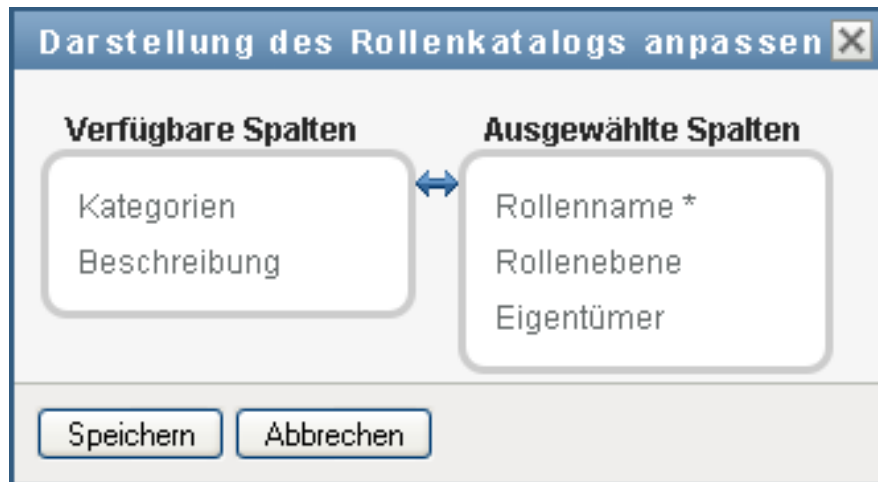 Darstellung des Rollenkatalogs anpassen
Verfügbare Spalten
Kategorien
Beschreibung
Ausgewählte Spalten
Rollenname *
Rollenebene
Eigentümer
Speichern
Abbrechen